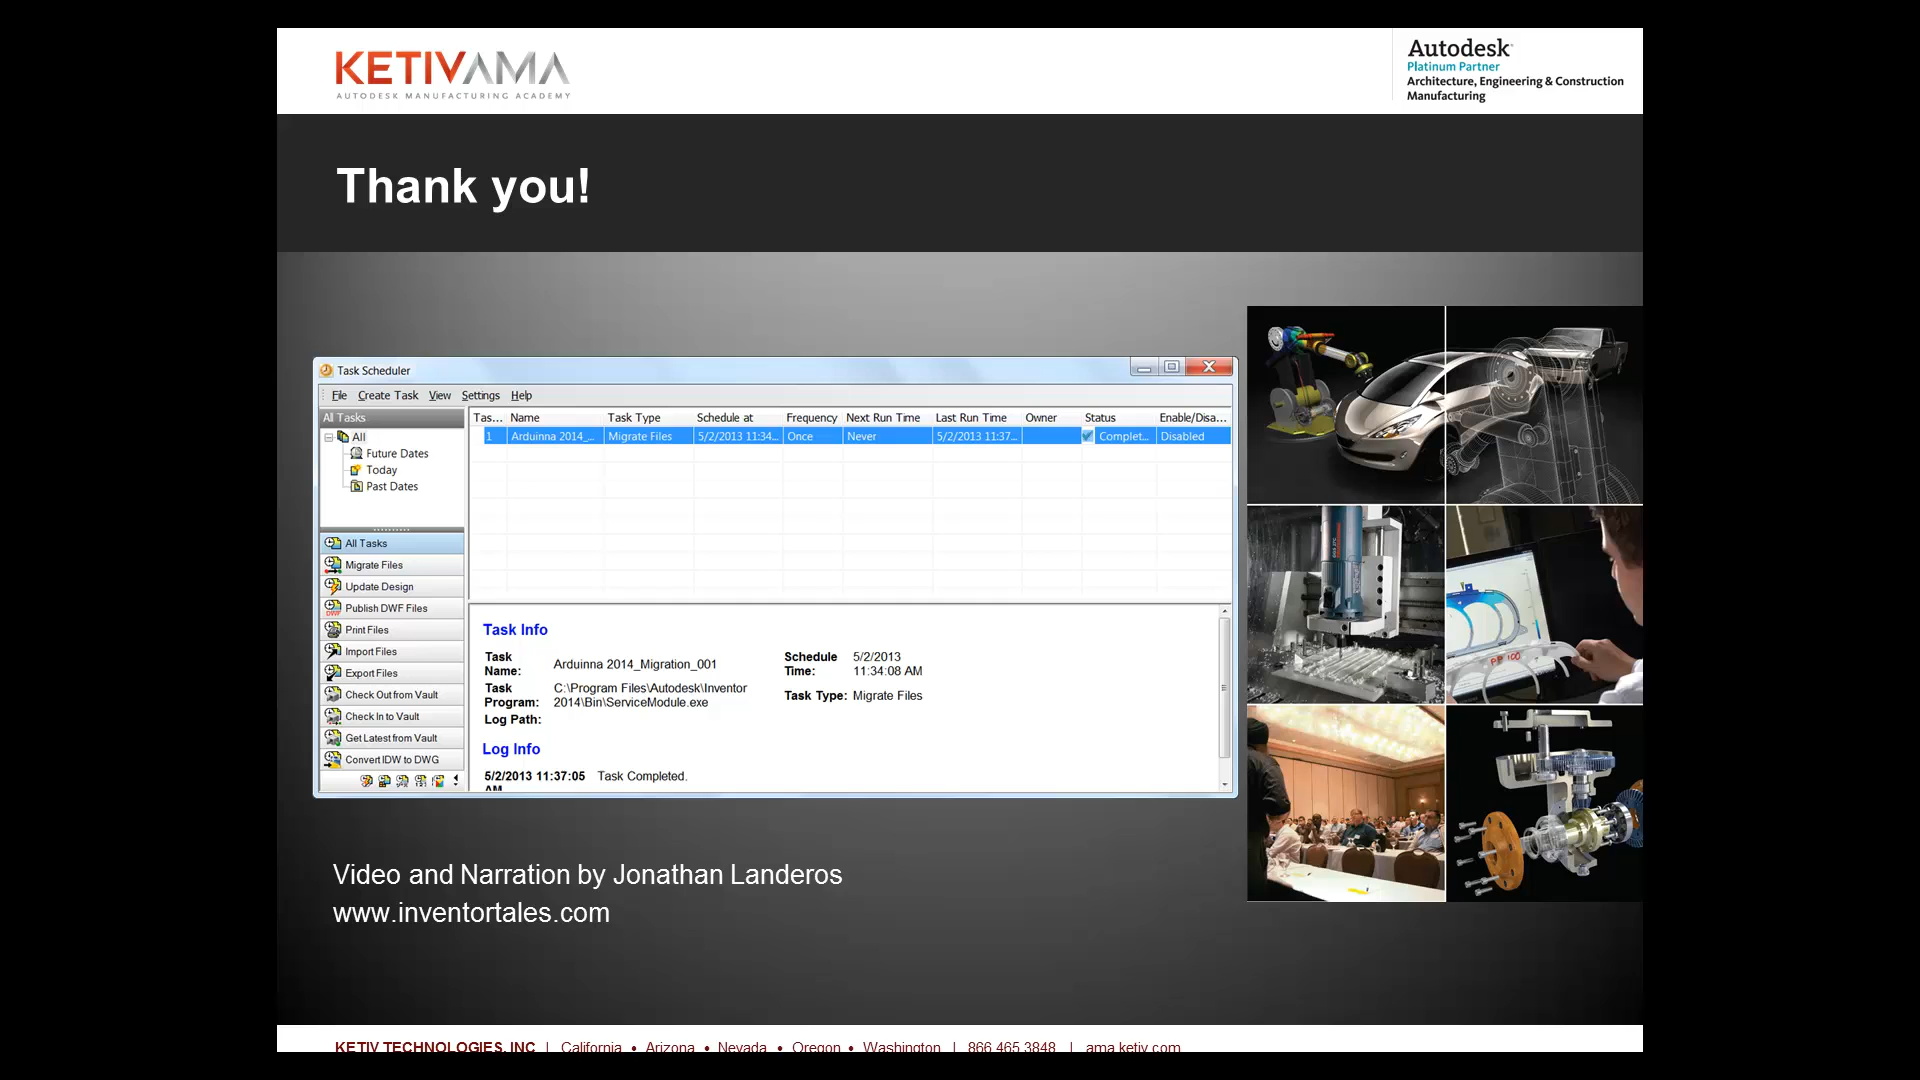 KETIVAMA
AUTODESK MANUFACTURING ACADEMY
Autodesk
Platinum Partner
Architecture, Engineering & Construction
Manufacturing
Thank you!
Task Scheduler
File Create Task View Settings Help
All Tasks
All
Future Dates
Today
Past Dates
All Tasks
Migrate Files
Update Design
Publish DWF Files
Print Files
Import Files
Export Files
Check Out from Vault
Check In to Vault
Get Latest from Vault
Convert IDW to DWG
Tas... Name Task Type Schedule at Frequency Next Run Time Last Run Time Owner Status Enable/Disa...
1 Arduinna 2014_... Migrate Files 5/2/2013 11:34... Once Never 5/2/2013 11:37... Complet... Disabled
Task Info
Task Name: Arduinna 2014_Migration_001
Schedule Time: 5/2/2013 11:34:08 AM
Task Program: C:\Program Files\Autodesk\Inventor 2014\Bin\ServiceModule.exe
Task Type: Migrate Files
Log Path:
Log Info
5/2/2013 11:37:05 AM Task Completed.
Video and Narration by Jonathan Landeros
www.inventortales.com
KETIV TECHNOLOGIES, INC | California • Arizona • Nevada • Oregon • Washington | 866.465.3848 | ama.ketiv.com